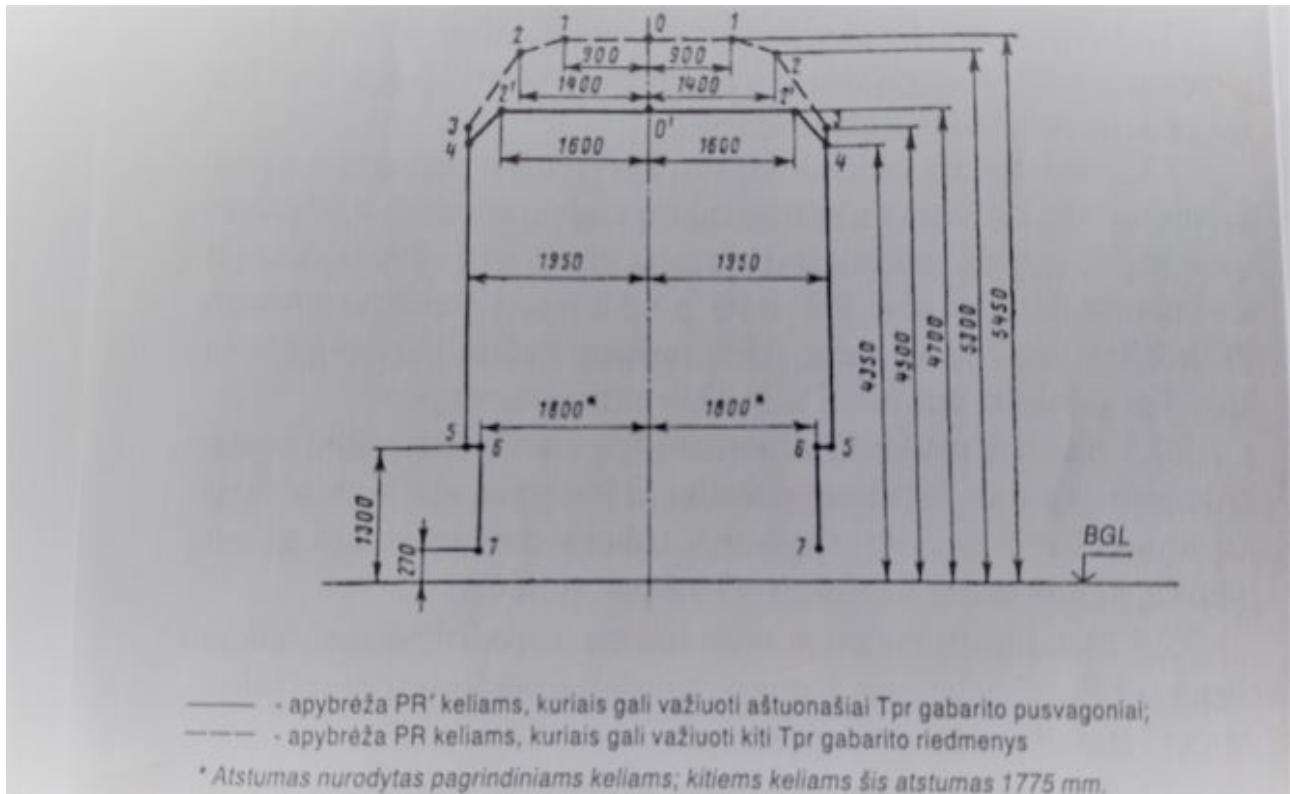 1 0 1
2 2
900 900
1400 1400
2' 2'
3 0' 3
4 4
1600 1600
1950 1950
4350 4500 4700 5300 5450
1800* 1800*
5 6 6 5
1300
270
7 7
BGL
- apybrėža PR' keliams, kuriais gali važiuoti aštuonašiai Tpr gabarito pusvagoniai;
- apybrėža PR keliams, kuriais gali važiuoti kiti Tpr gabarito riedmenys
* Atstumas nurodytas pagrindiniams keliams; kitiems keliams šis atstumas 1775 mm.